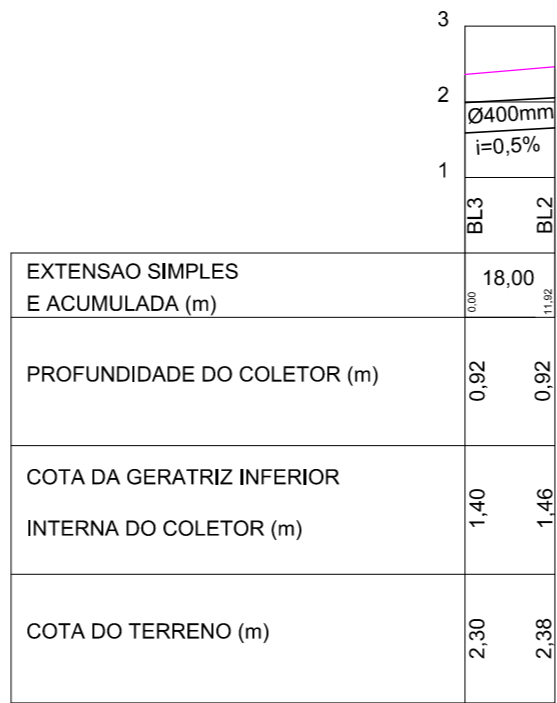 3
2
Ø400mm
i=0,5%
1
BL3 BL2
EXTENSAO SIMPLES
E ACUMULADA (m)
18,00
0,00 11,92
PROFUNDIDADE DO COLETOR (m)
0,92 0,92
COTA DA GERATRIZ INFERIOR
INTERNA DO COLETOR (m)
1,40 1,46
COTA DO TERRENO (m)
2,30 2,38